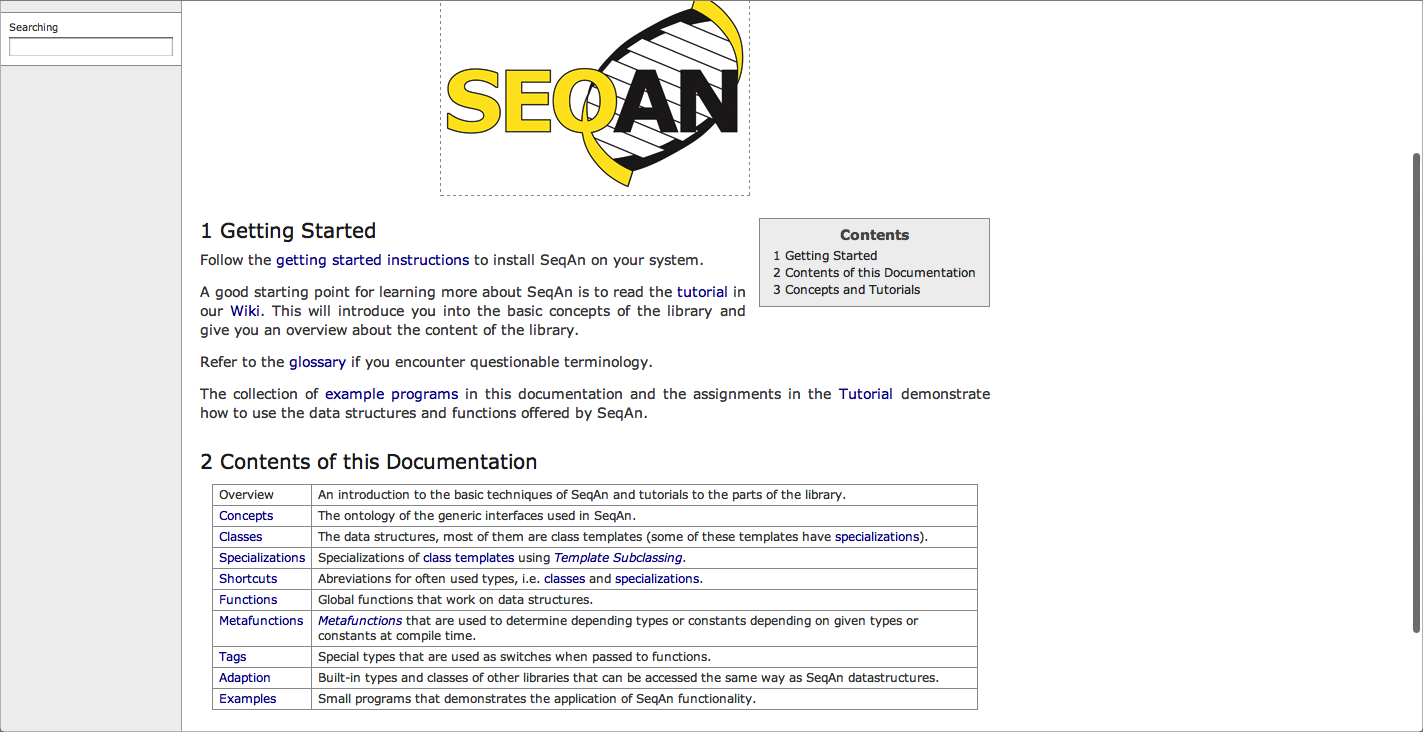 Searching
SEQAN
1 Getting Started
Follow the getting started instructions to install SeqAn on your system.
A good starting point for learning more about SeqAn is to read the tutorial in
our Wiki. This will introduce you into the basic concepts of the library and
give you an overview about the content of the library.
Refer to the glossary if you encounter questionable terminology.
The collection of example programs in this documentation and the assignments in the Tutorial demonstrate
how to use the data structures and functions offered by SeqAn.
Contents
1 Getting Started
2 Contents of this Documentation
3 Concepts and Tutorials
2 Contents of this Documentation
Overview An introduction to the basic techniques of SeqAn and tutorials to the parts of the library.
Concepts The ontology of the generic interfaces used in SeqAn.
Classes The data structures, most of them are class templates (some of these templates have specializations).
Specializations Specializations of class templates using Template Subclassing.
Shortcuts Abreviations for often used types, i.e. classes and specializations.
Functions Global functions that work on data structures.
Metafunctions Metafunctions that are used to determine depending types or constants depending on given types or
constants at compile time.
Tags Special types that are used as switches when passed to functions.
Adaption Built-in types and classes of other libraries that can be accessed the same way as SeqAn datastructures.
Examples Small programs that demonstrates the application of SeqAn functionality.